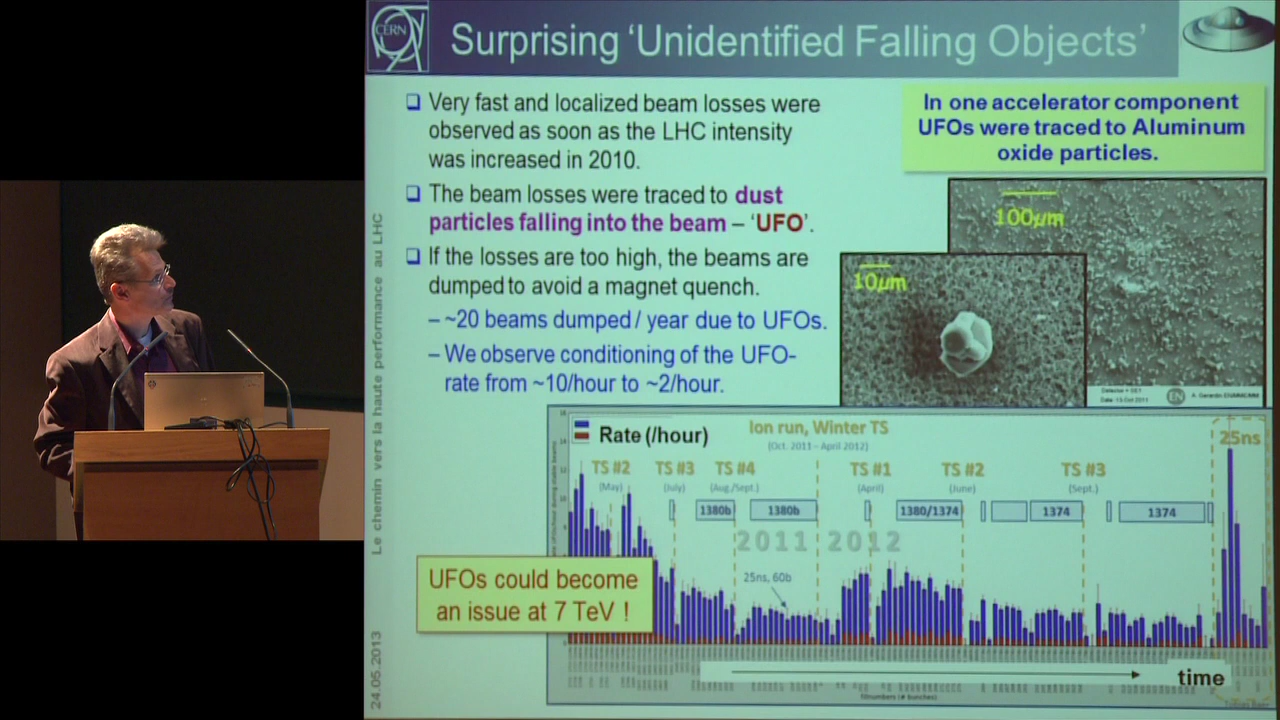 CERN
Surprising ‘Unidentified Falling Objects’
❑ Very fast and localized beam losses were
observed as soon as the LHC intensity
was increased in 2010.
❑ The beam losses were traced to dust
particles falling into the beam – ‘UFO’.
❑ If the losses are too high, the beams are
dumped to avoid a magnet quench.
– ~20 beams dumped / year due to UFOs.
– We observe conditioning of the UFO-
rate from ~10/hour to ~2/hour.
In one accelerator component
UFOs were traced to Aluminum
oxide particles.
100µm
10µm
EN
Rate (/hour)
Ion run, Winter TS
(Oct. 2011 – April 2012)
25ns
TS #2
(May)
TS #3
(July)
TS #4
(Aug./Sept.)
TS #1
(April)
TS #2
(June)
TS #3
(Sept.)
1380b
1380b
1380/1374
1374
1374
2011 2012
25ns, 60b
UFOs could become
an issue at 7 TeV !
time
Le chemin vers la haute performance au LHC
24.05.2013